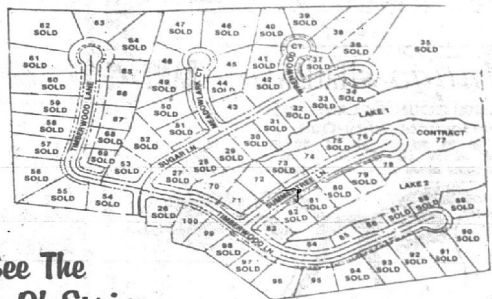 62
SOLD
63
64
SOLD
47
SOLD
46
SOLD
40
SOLD
39
SOLD
38
36
SOLD
35
SOLD
61
SOLD
65
48
45
41
SOLD
37
SOLD
CT.
60
SOLD
66
49
44
SOLD
42
SOLD
34
SOLD
59
SOLD
67
50
SOLD
43
33
SOLD
LAKE 1
58
SOLD
TIMBERWOOD LANE
68
SOLD
51
SOLD
32
SOLD
31
SOLD
CONTRACT
77
57
SOLD
69
SOLD
52
SOLD
SUGAR LN
30
SOLD
29
SOLD
28
SOLD
75
SOLD
76
56
SOLD
53
SOLD
27
SOLD
73
SOLD
74
78
55
SOLD
54
SOLD
70
72
79
SOLD
LAKE 2
26
SOLD
71
80
SOLD
81
SOLD
100
82
SOLD
99
83
88
SOLD
87
SOLD
86
98
SOLD
84
85
90
SOLD
97
SOLD
96
95
94
SOLD
93
SOLD
92
SOLD
91
SOLD
See The